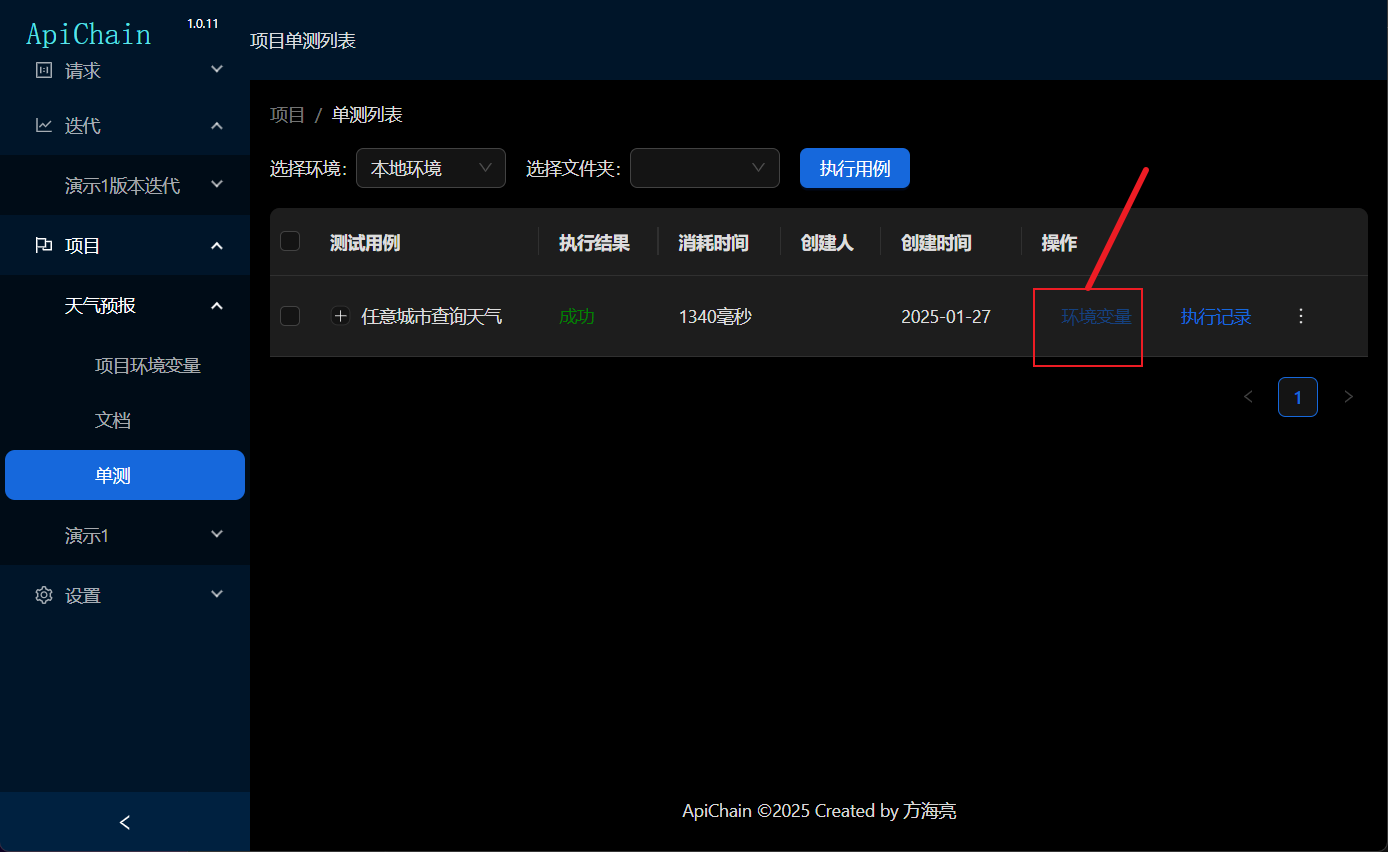 ApiChain 1.0.11
项目单测列表
请求
迭代
演示1版本迭代
项目
天气预报
项目环境变量
文档
单测
演示1
设置
项目 / 单测列表
选择环境: 本地环境 选择文件夹: 执行用例
测试用例 执行结果 消耗时间 创建人 创建时间 操作
任意城市查询天气 成功 1340毫秒 2025-01-27 环境变量 执行记录
1
ApiChain ©2025 Created by 方海亮